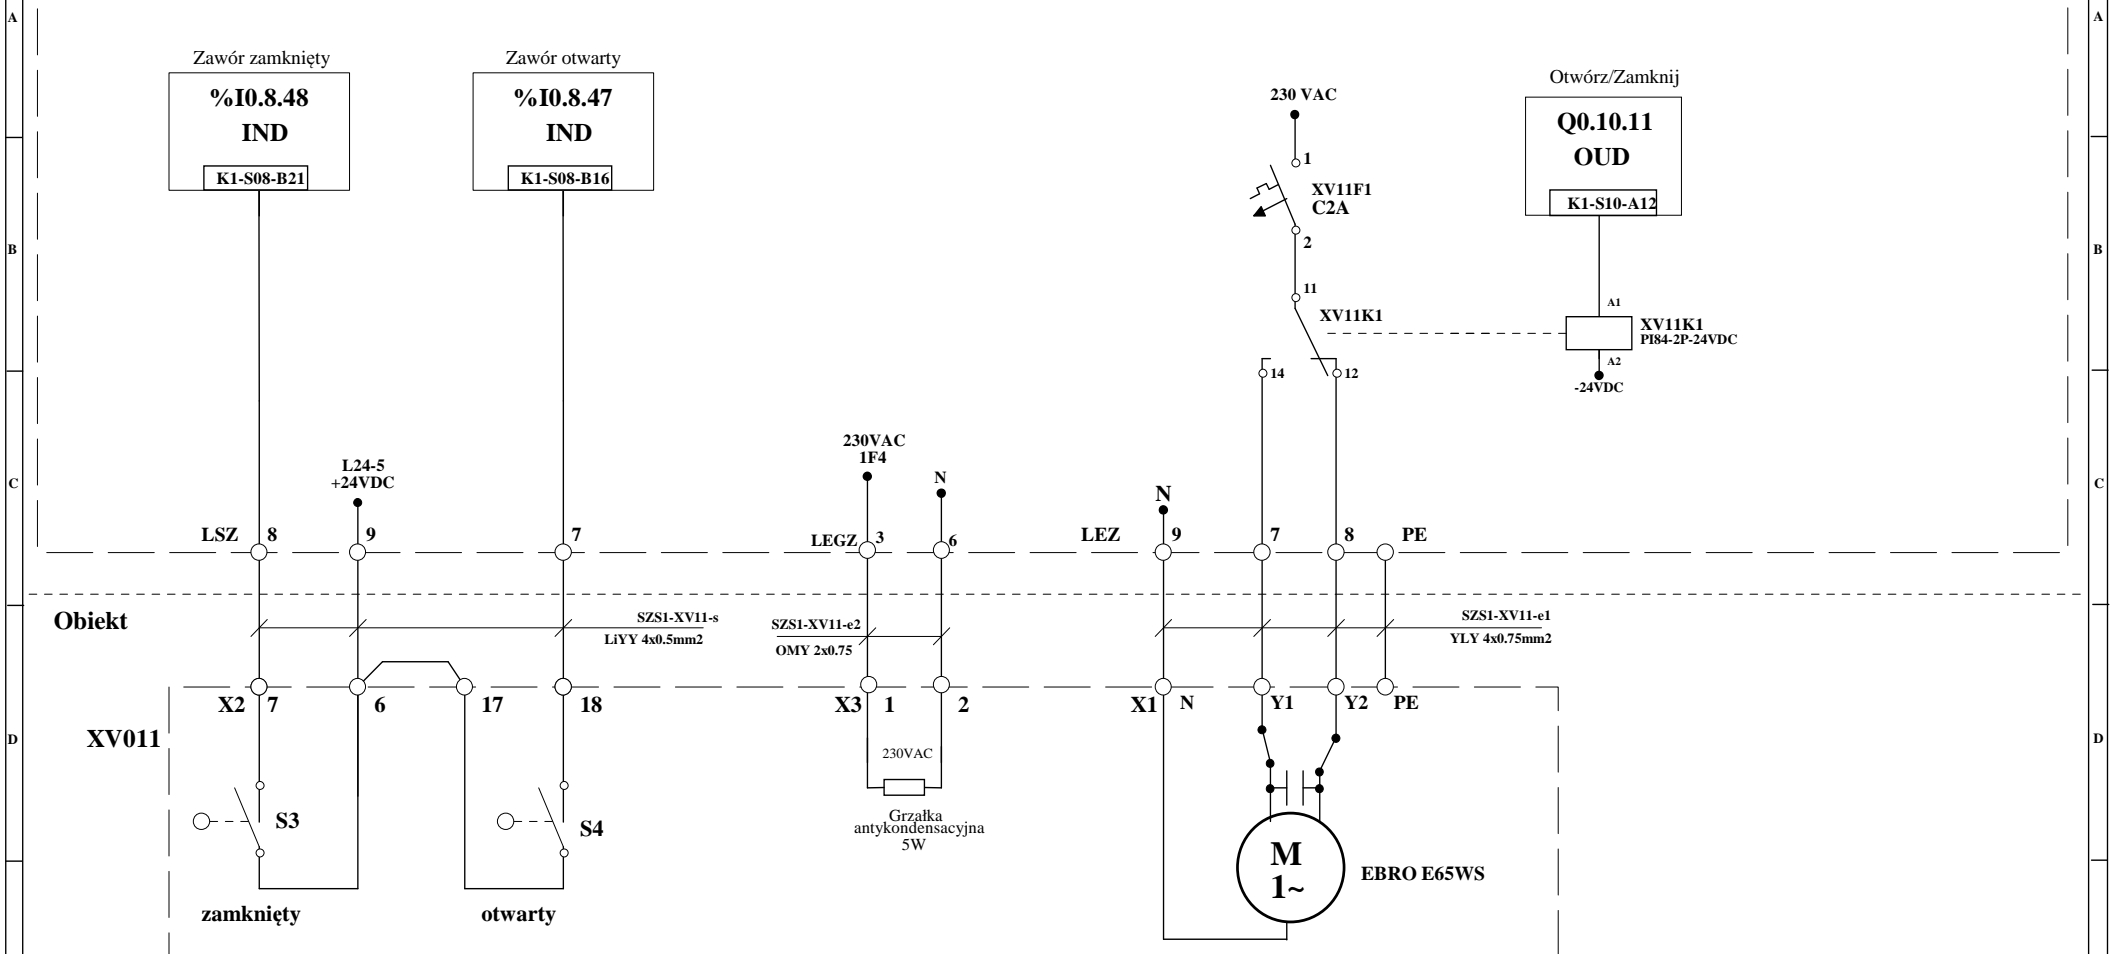 A
A
Zawór zamknięty
Zawór otwarty
%I0.8.48
IND
K1-S08-B21
%I0.8.47
IND
K1-S08-B16
230 VAC
1
XV11F1
C2A
2
Otwórz/Zamknij
Q0.10.11
OUD
K1-S10-A12
B
B
11
XV11K1
14
12
A1
XV11K1
PI84-2P-24VDC
A2
-24VDC
C
C
L24-5
+24VDC
230VAC
1F4
N
N
LSZ
8
9
7
LEGZ
3
6
LEZ
9
7
8
PE
Obiekt
SZS1-XV11-s
LiYY 4x0.5mm2
SZS1-XV11-e2
OMY 2x0.75
SZS1-XV11-e1
YLY 4x0.75mm2
X2
7
6
17
18
X3
1
2
X1
N
Y1
Y2
PE
D
D
XV011
230VAC
S3
S4
Grzałka
antykondensacyjna
5W
M
1~
EBRO E65WS
zamknięty
otwarty